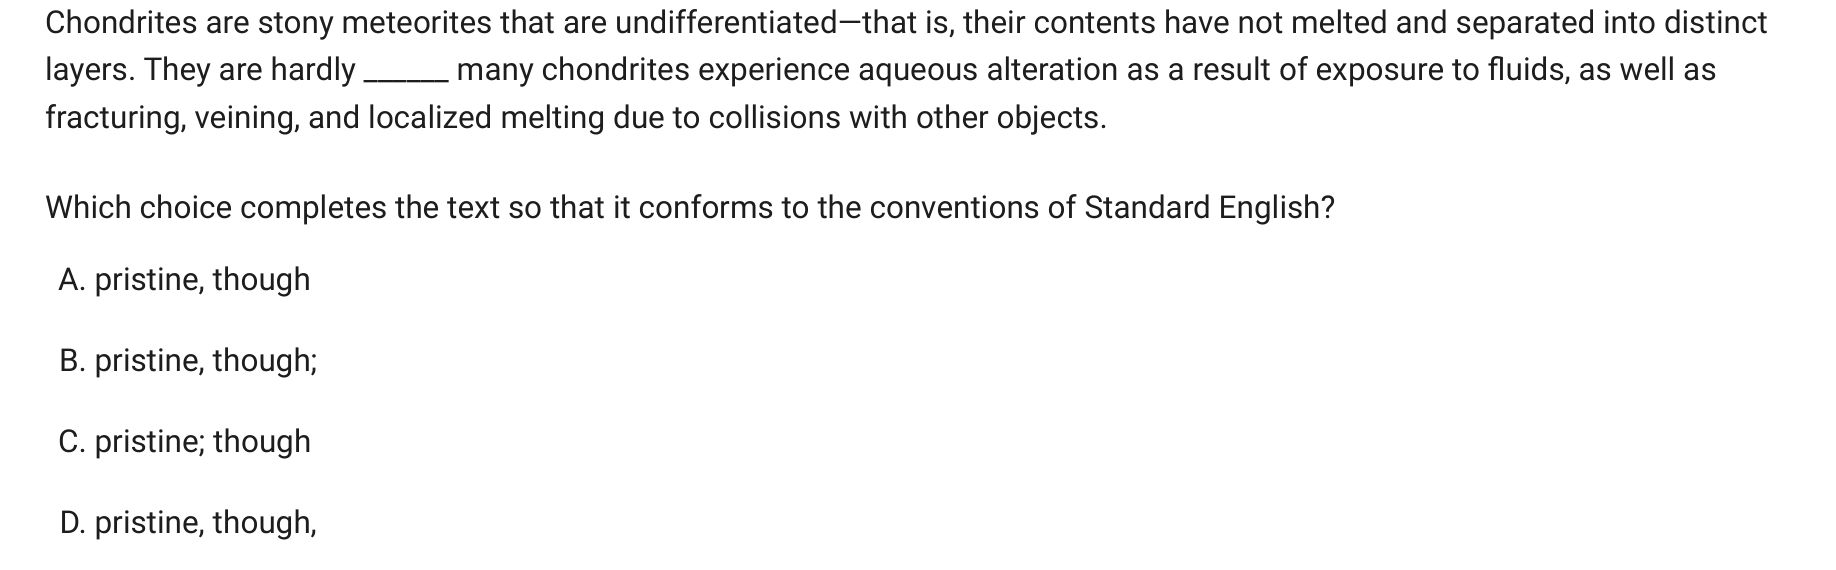 Chondrites are stony meteorites that are undifferentiated—that is, their contents have not melted and separated into distinct
layers. They are hardly ______ many chondrites experience aqueous alteration as a result of exposure to fluids, as well as
fracturing, veining, and localized melting due to collisions with other objects.
Which choice completes the text so that it conforms to the conventions of Standard English?
A. pristine, though
B. pristine, though;
C. pristine; though
D. pristine, though,